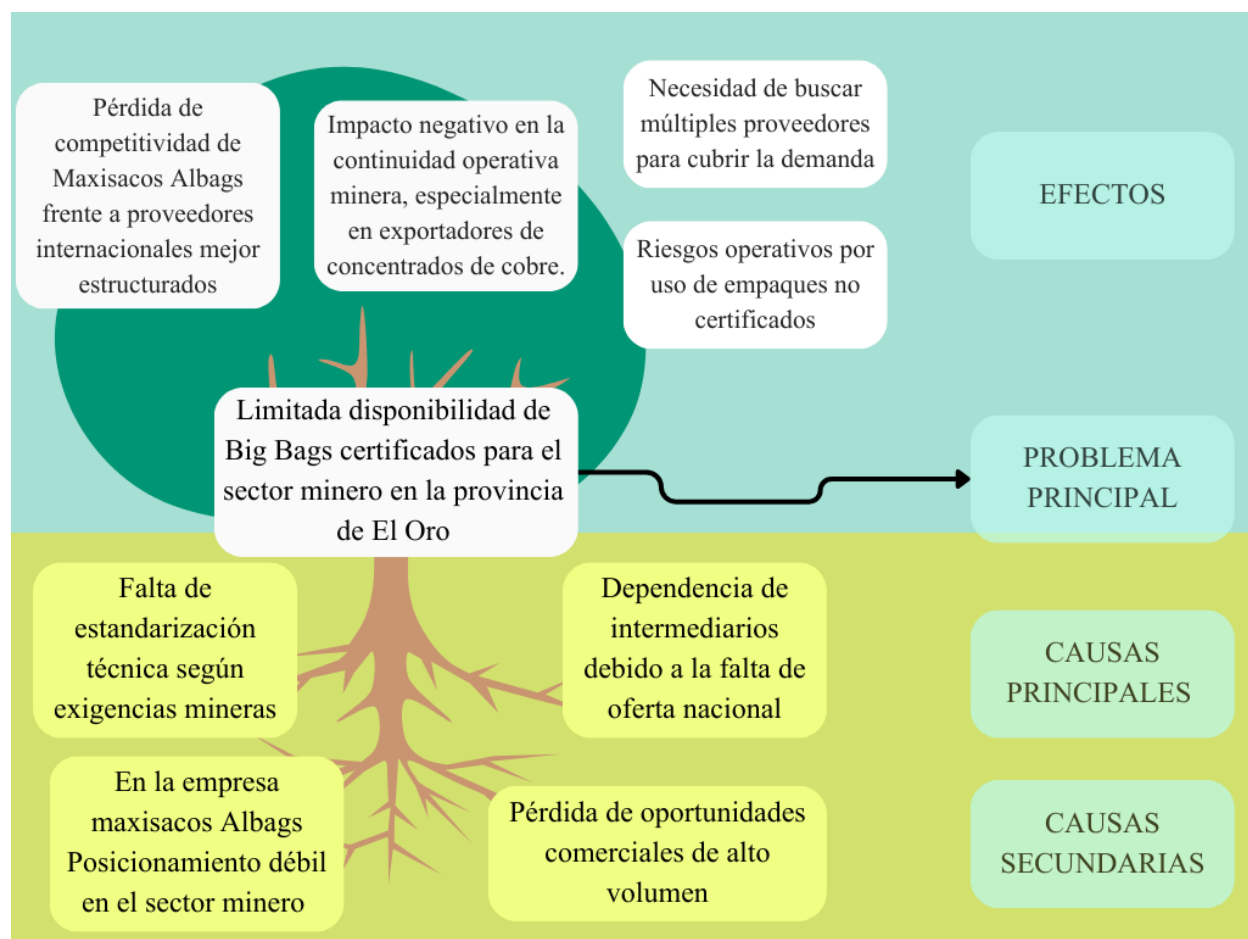 Pérdida de
competitividad de
Maxisacos Albags
frente a proveedores
internacionales mejor
estructurados
Impacto negativo en la
continuidad operativa
minera, especialmente
en exportadores de
concentrados de cobre.
Necesidad de buscar
múltiples proveedores
para cubrir la demanda
Riesgos operativos por
uso de empaques no
certificados
EFECTOS
Limitada disponibilidad de
Big Bags certificados para el
sector minero en la provincia
de El Oro
PROBLEMA
PRINCIPAL
Falta de
estandarización
técnica según
exigencias mineras
Dependencia de
intermediarios
debido a la falta de
oferta nacional
CAUSAS
PRINCIPALES
En la empresa
maxisacos Albags
Posicionamiento débil
en el sector minero
Pérdida de oportunidades
comerciales de alto
volumen
CAUSAS
SECUNDARIAS